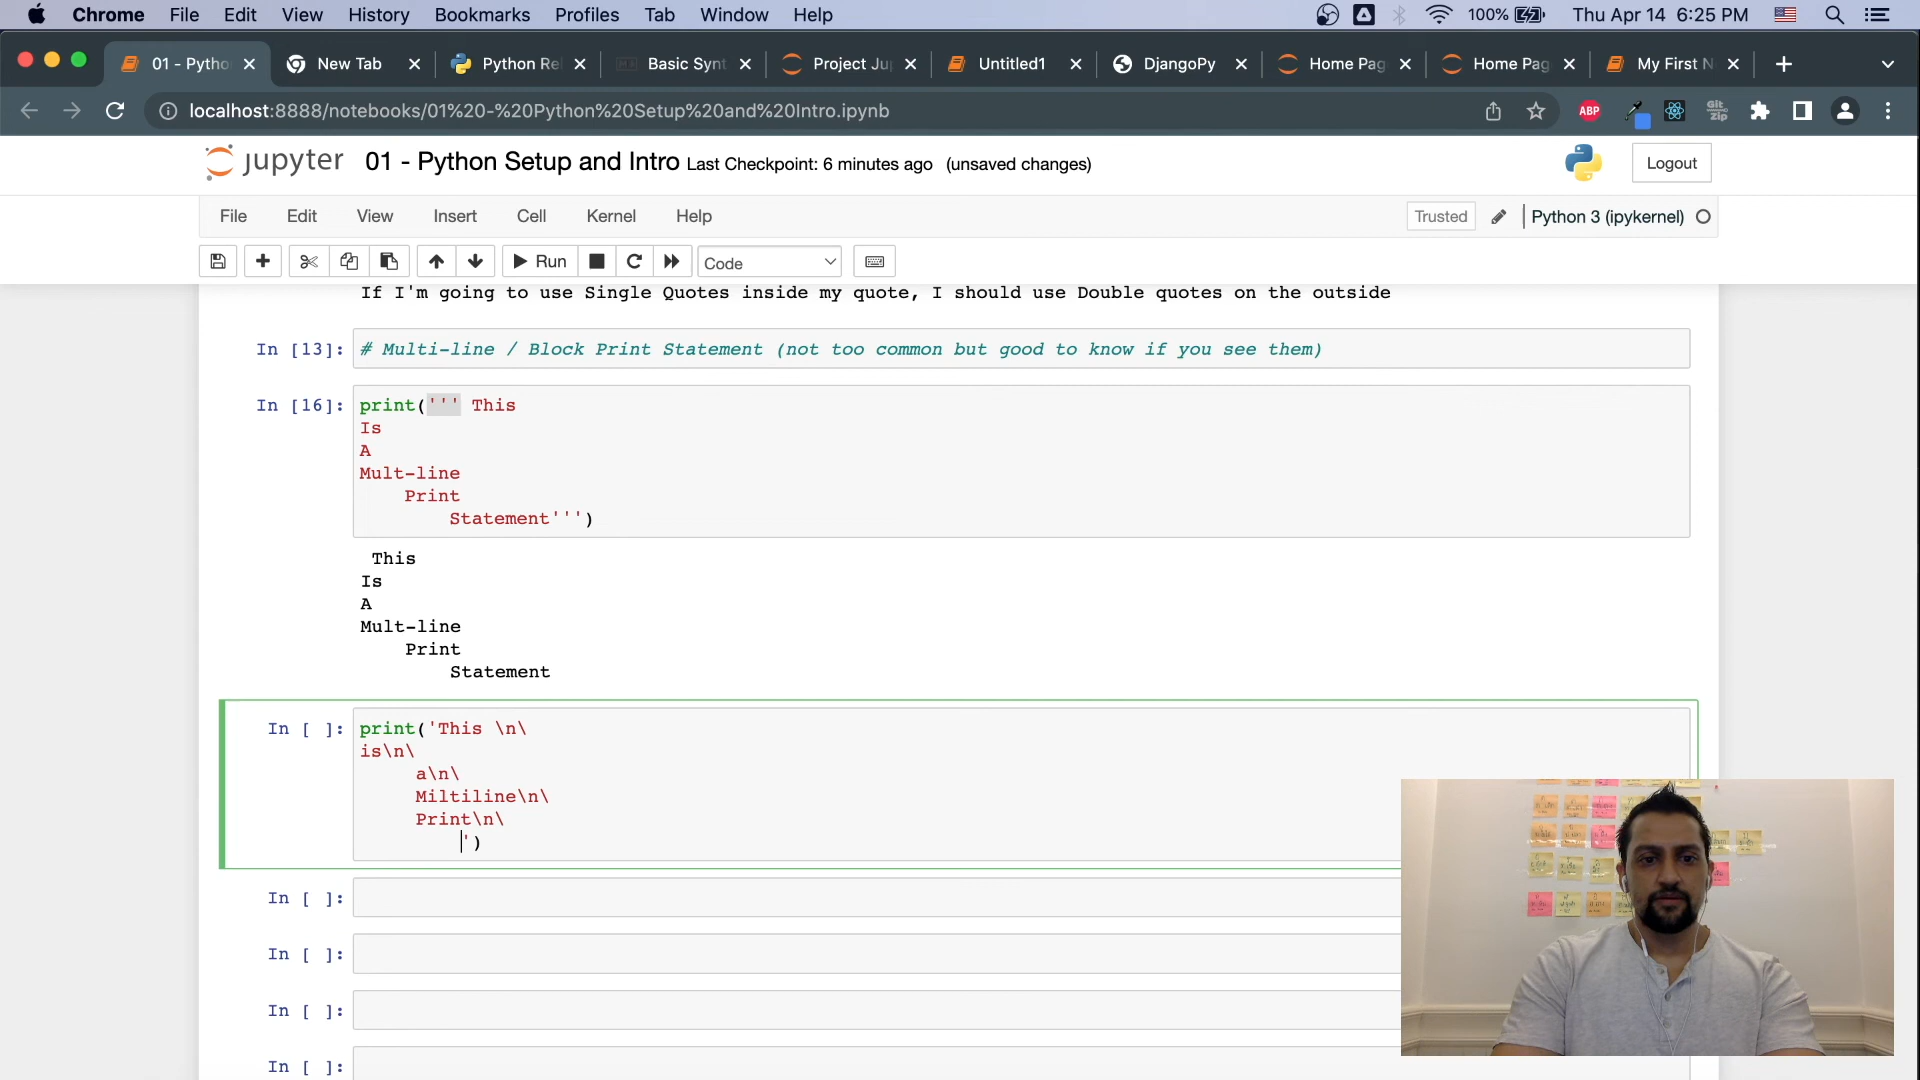 Chrome File Edit View History Bookmarks Profiles Tab Window Help 100% Thu Apr 14 6:25 PM
01 - Pytho New Tab Python Re Basic Synt Project Ju Untitled1 DjangoPy Home Pag Home Pag My First N
localhost:8888/notebooks/01%20-%20Python%20Setup%20and%20Intro.ipynb ABP Git Zip
jupyter 01 - Python Setup and Intro Last Checkpoint: 6 minutes ago (unsaved changes) Logout
File Edit View Insert Cell Kernel Help Trusted Python 3 (ipykernel)
Run Code
If I'm going to use Single Quotes inside my quote, I should use Double quotes on the outside
In [13]: # Multi-line / Block Print Statement (not too common but good to know if you see them)
In [16]: print(''' This
Is
A
Mult-line
Print
Statement''')
This
Is
A
Mult-line
Print
Statement
In [ ]: print('This \n\
is\n\
a\n\
Miltiline\n\
Print\n\
')
In [ ]:
In [ ]:
In [ ]:
In [ ]: